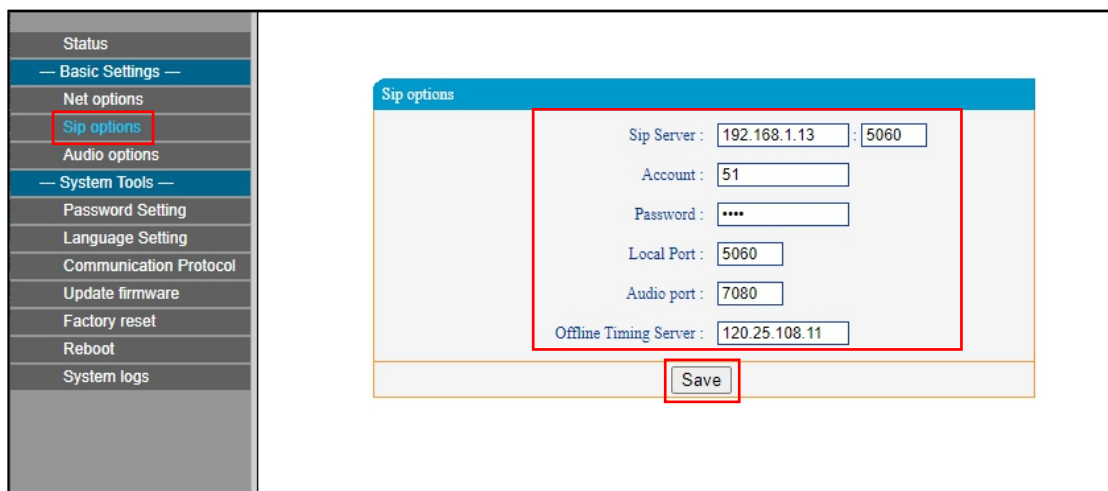 Status
— Basic Settings —
Net options
Sip options
Audio options
— System Tools —
Password Setting
Language Setting
Communication Protocol
Update firmware
Factory reset
Reboot
System logs
Sip options
Sip Server : 192.168.1.13 : 5060
Account : 51
Password : ••••
Local Port : 5060
Audio port : 7080
Offline Timing Server : 120.25.108.11
Save